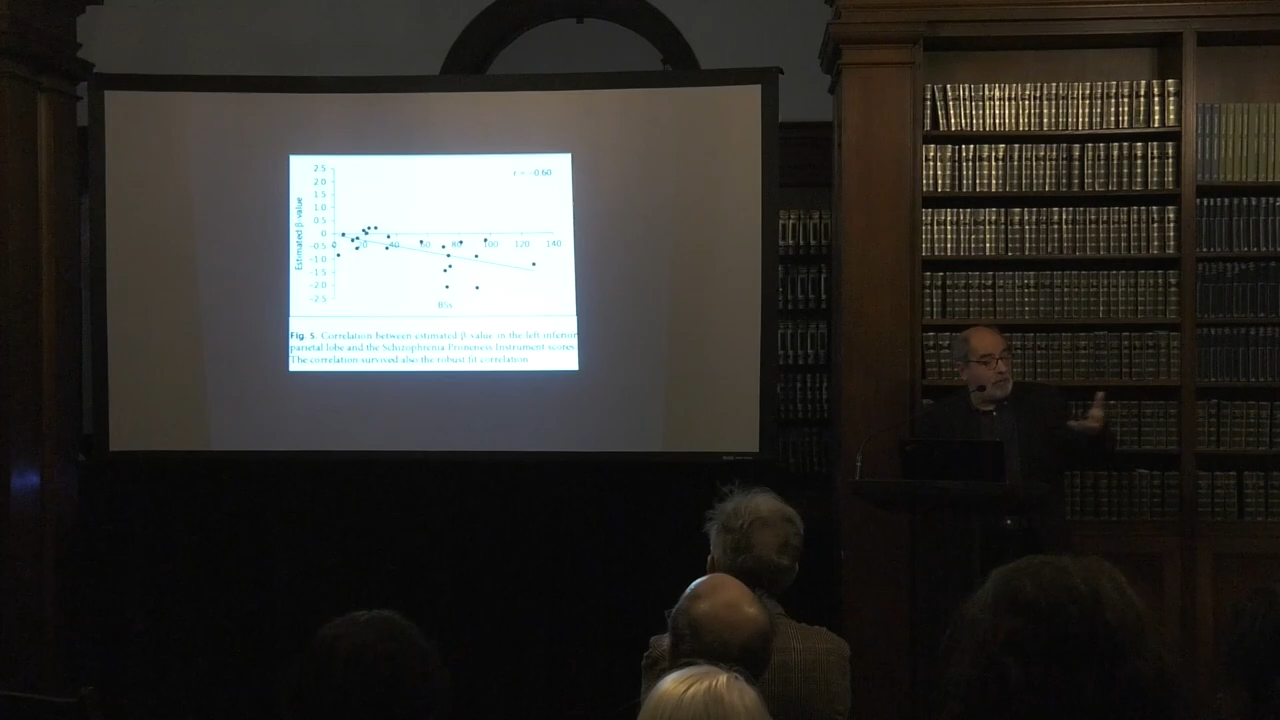 2.5
r = −0.60
2.0
1.5
1.0
0.5
0
−0.5
0 20 40 60 80 100 120 140
−1.0
−1.5
−2.0
−2.5
Estimated β-value
BSs
Fig. 5. Correlation between estimated β-value in the left inferior
parietal lobe and the Schizophrenia Proneness Instrument scores.
The correlation survived also the robust fit correlation.